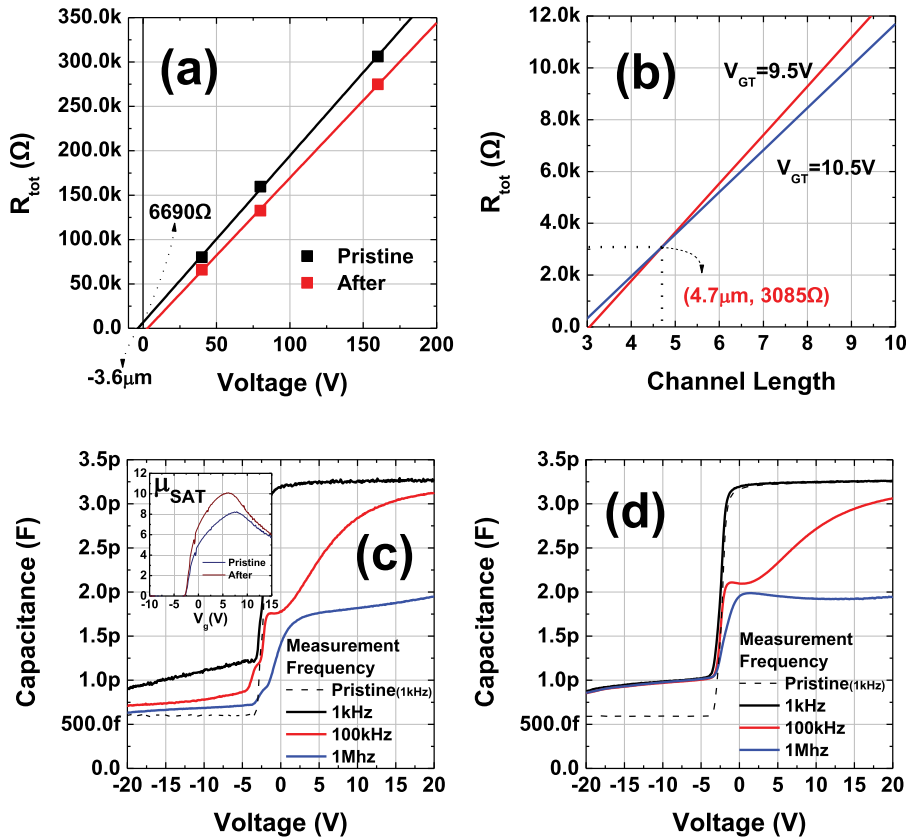 (a)
R_tot (Ω)
350.0k
300.0k
250.0k
200.0k
150.0k
100.0k
50.0k
0.0
6690Ω
Pristine
After
0 50 100 150 200
-3.6μm
Voltage (V)
(b)
R_tot (Ω)
12.0k
10.0k
8.0k
6.0k
4.0k
2.0k
0.0
V_GT=9.5V
V_GT=10.5V
(4.7μm, 3085Ω)
3 4 5 6 7 8 9 10
Channel Length
(c)
Capacitance (F)
3.5p
3.0p
2.5p
2.0p
1.5p
1.0p
500.0f
0.0
μ_SAT
12
10
8
6
4
2
0
Pristine
After
-10 -5 0 5 10 15
V_g(V)
Measurement
Frequency
Pristine(1kHz)
1kHz
100kHz
1Mhz
-20 -15 -10 -5 0 5 10 15 20
Voltage (V)
(d)
Capacitance (F)
3.5p
3.0p
2.5p
2.0p
1.5p
1.0p
500.0f
0.0
Measurement
Frequency
Pristine(1kHz)
1kHz
100kHz
1Mhz
-20 -15 -10 -5 0 5 10 15 20
Voltage (V)